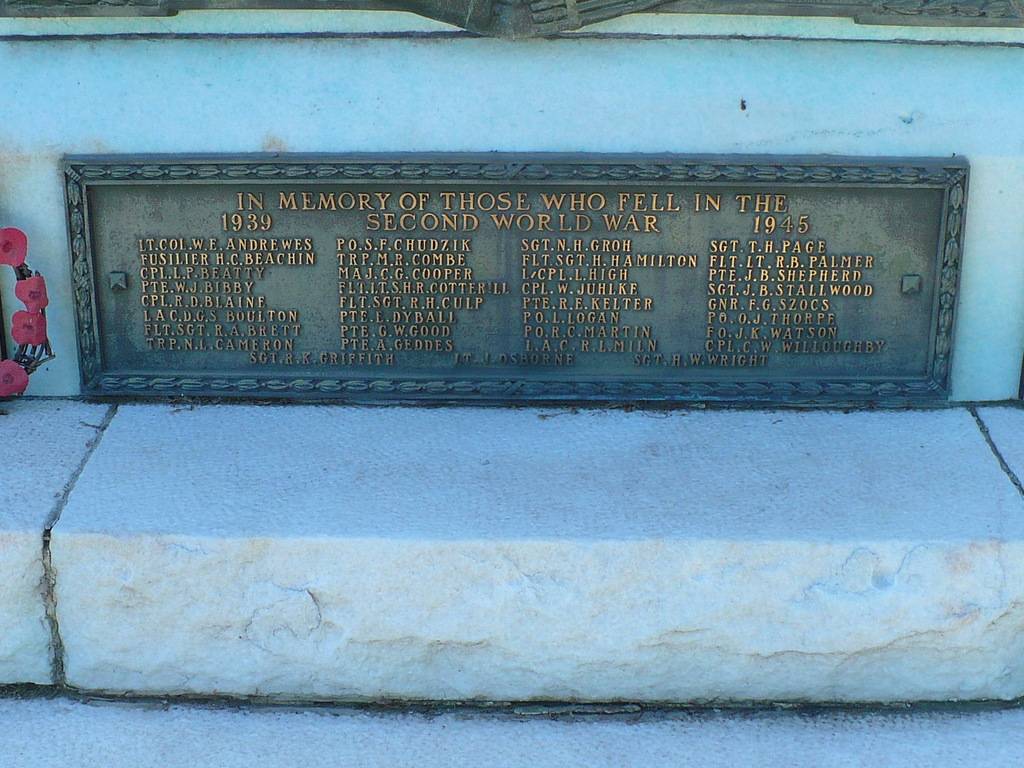 IN MEMORY OF THOSE WHO FELL IN THE
1939 SECOND WORLD WAR 1945
LT.COL.W.E.ANDREWES
FUSILIER H.C.BEACHIN
CPL.L.P.BEATTY
PTE.W.J.BIBBY
CPL.R.D.BLAINE
L.A.C.D.G.S BOULTON
FLT.SGT.R.A.BRETT
TRP.N.L.CAMERON
P.O.S.F.CHUDZIK
TRP.M.R.COMBE
MAJ.C.G.COOPER
FLT.LT.S.H.R.COTTERILL
FLT.SGT.R.H.CULP
PTE.L.DYBALL
PTE.G.W.GOOD
PTE.A.GEDDES
SGT.N.H.GROH
FLT.SGT.H.HAMILTON
L/CPL.L.HIGH
CPL.W.JUHLKE
PTE.R.E.KELTER
P.O.L.LOGAN
P.O.R.C.MARTIN
L.A.C.R.L.MILN
SGT.T.H.PAGE
FLT.LT.R.B.PALMER
PTE.J.B.SHEPHERD
SGT.J.B.STALLWOOD
GNR.F.G.SZOCS
P.O.O.J.THORPE
F.O.J.K.WATSON
CPL.G.W.WILLOUGHBY
SGT.R.K.GRIFFITH LT.J.OSBORNE SGT.H.W.WRIGHT